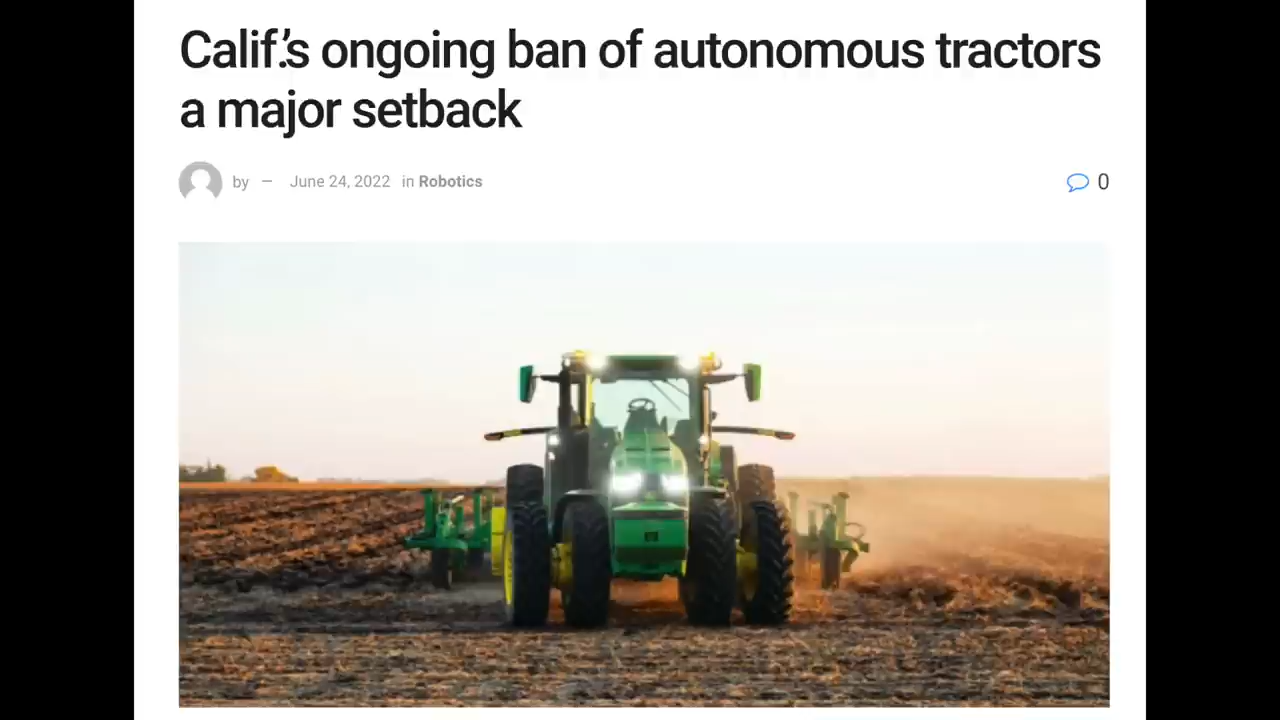 Calif.'s ongoing ban of autonomous tractors
a major setback
by — June 24, 2022 in Robotics
0